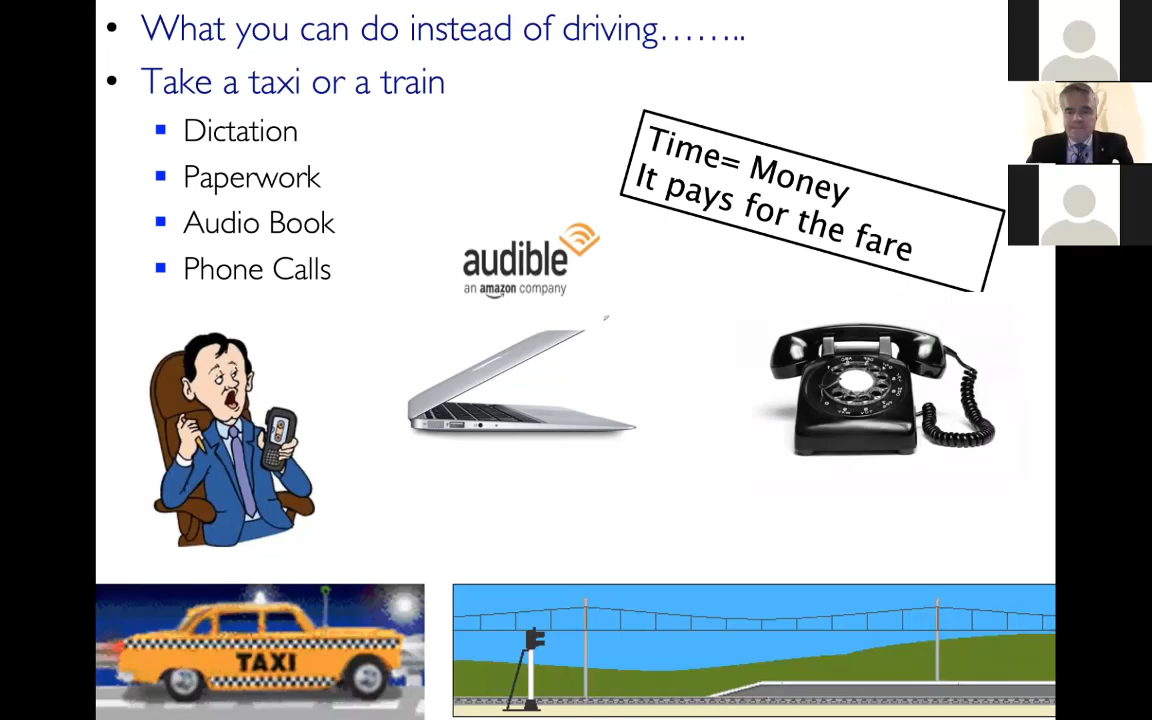 What you can do instead of driving……..
Take a taxi or a train
Dictation
Paperwork
Audio Book
Phone Calls
Time= Money
It pays for the fare
audible
an amazon company
TAXI